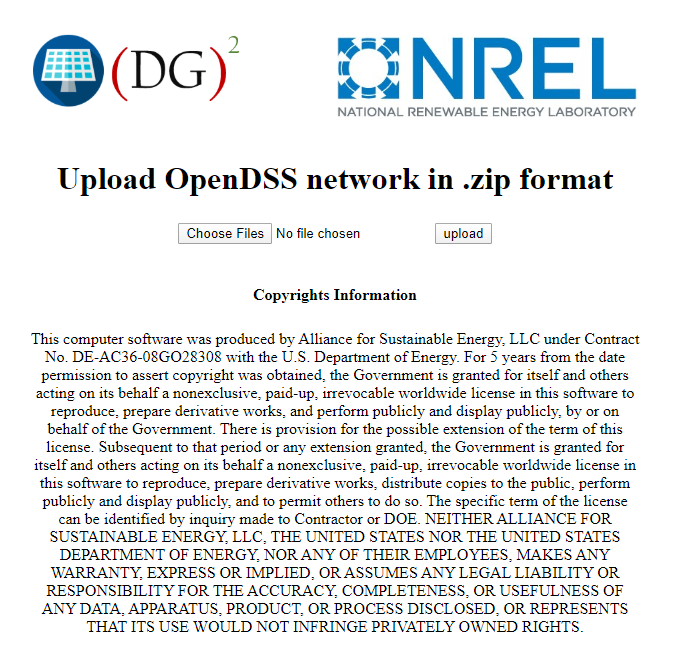 (DG)²
NREL
NATIONAL RENEWABLE ENERGY LABORATORY
Upload OpenDSS network in .zip format
Choose Files No file chosen upload
Copyrights Information
This computer software was produced by Alliance for Sustainable Energy, LLC under Contract
No. DE-AC36-08GO28308 with the U.S. Department of Energy. For 5 years from the date
permission to assert copyright was obtained, the Government is granted for itself and others
acting on its behalf a nonexclusive, paid-up, irrevocable worldwide license in this software to
reproduce, prepare derivative works, and perform publicly and display publicly, by or on
behalf of the Government. There is provision for the possible extension of the term of this
license. Subsequent to that period or any extension granted, the Government is granted for
itself and others acting on its behalf a nonexclusive, paid-up, irrevocable worldwide license in
this software to reproduce, prepare derivative works, distribute copies to the public, perform
publicly and display publicly, and to permit others to do so. The specific term of the license
can be identified by inquiry made to Contractor or DOE. NEITHER ALLIANCE FOR
SUSTAINABLE ENERGY, LLC, THE UNITED STATES NOR THE UNITED STATES
DEPARTMENT OF ENERGY, NOR ANY OF THEIR EMPLOYEES, MAKES ANY
WARRANTY, EXPRESS OR IMPLIED, OR ASSUMES ANY LEGAL LIABILITY OR
RESPONSIBILITY FOR THE ACCURACY, COMPLETENESS, OR USEFULNESS OF
ANY DATA, APPARATUS, PRODUCT, OR PROCESS DISCLOSED, OR REPRESENTS
THAT ITS USE WOULD NOT INFRINGE PRIVATELY OWNED RIGHTS.